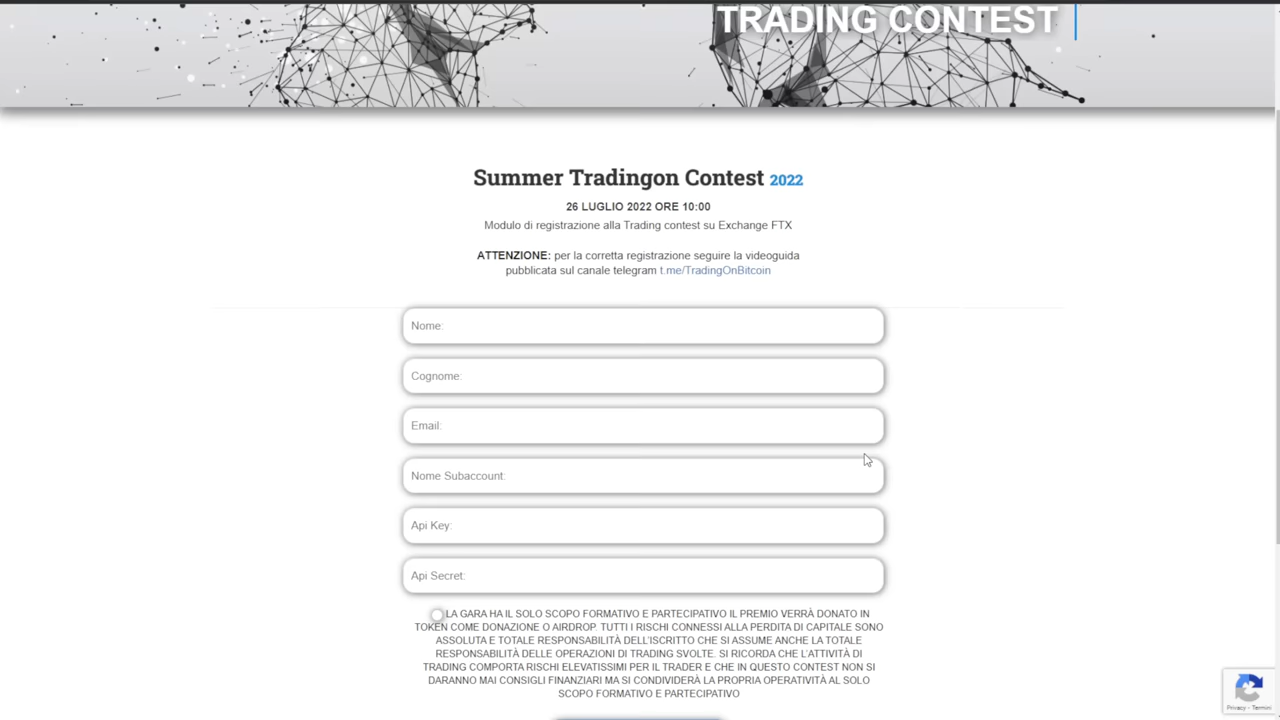 TRADING CONTEST
Summer Tradingon Contest 2022
26 LUGLIO 2022 ORE 10:00
Modulo di registrazione alla Trading contest su Exchange FTX
ATTENZIONE: per la corretta registrazione seguire la videoguida
pubblicata sul canale telegram t.me/TradingOnBitcoin
Nome:
Cognome:
Email:
Nome Subaccount:
Api Key:
Api Secret:
LA GARA HA IL SOLO SCOPO FORMATIVO E PARTECIPATIVO IL PREMIO VERRÀ DONATO IN
TOKEN COME DONAZIONE O AIRDROP. TUTTI I RISCHI CONNESSI ALLA PERDITA DI CAPITALE SONO
ASSOLUTA E TOTALE RESPONSABILITÀ DELL'ISCRITTO CHE SI ASSUME ANCHE LA TOTALE
RESPONSABILITÀ DELLE OPERAZIONI DI TRADING SVOLTE. SI RICORDA CHE L'ATTIVITÀ DI
TRADING COMPORTA RISCHI ELEVATISSIMI PER IL TRADER E CHE IN QUESTO CONTEST NON SI
DARANNO MAI CONSIGLI FINANZIARI MA SI CONDIVIDERÀ LA PROPRIA OPERATIVITÀ AL SOLO
SCOPO FORMATIVO E PARTECIPATIVO
Privacy - Termini